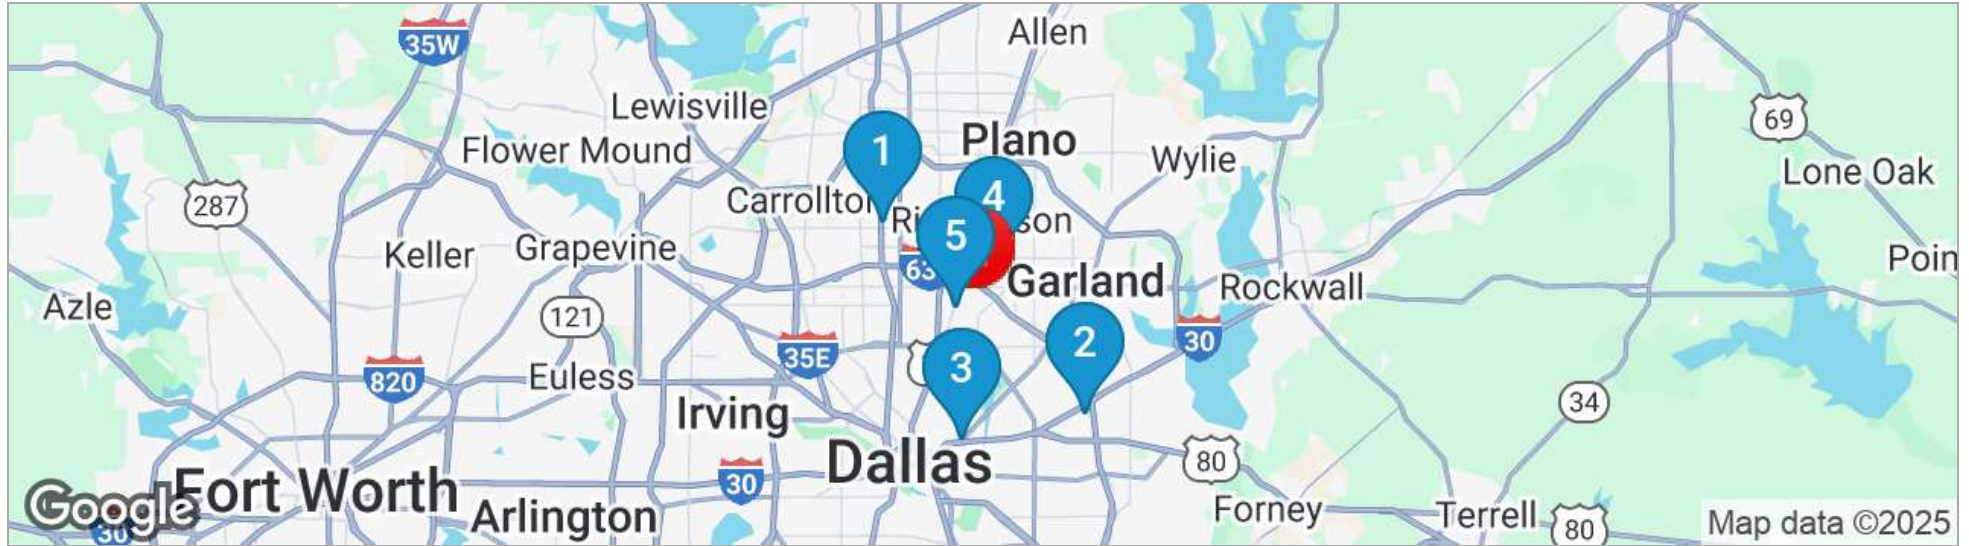 Allen
35W
Lewisville
Plano
69
1
Flower Mound
Wylie
Lone Oak
4
Carrollton
287
5
Keller
Grapevine
Garland
Rockwall
Azle
121
30
2
35E
3
820
Euless
34
Irving
Dallas
80
30
Fort Worth
Google
Arlington
Forney
Terrell
80
Map data ©2025
30